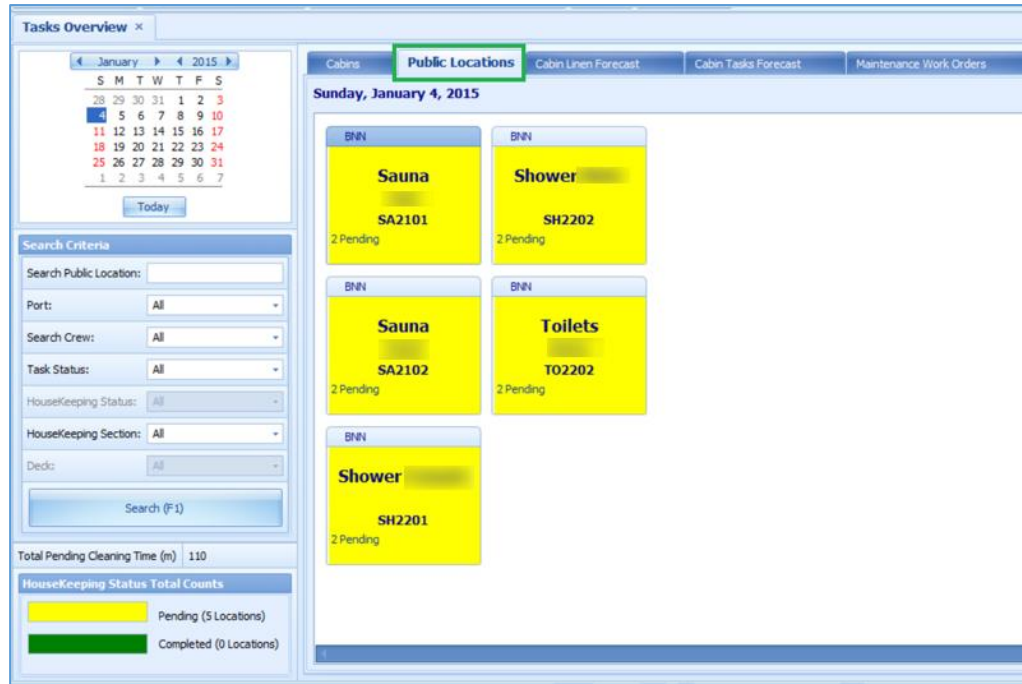 Tasks Overview ×
January 2015
S M T W T F S
28 29 30 31 1 2 3
4 5 6 7 8 9 10
11 12 13 14 15 16 17
18 19 20 21 22 23 24
25 26 27 28 29 30 31
1 2 3 4 5 6 7
Today
Search Criteria
Search Public Location:
Port: All
Search Crew: All
Task Status: All
HouseKeeping Status: All
HouseKeeping Section: All
Deck: All
Search (F1)
Total Pending Cleaning Time (m) 110
HouseKeeping Status Total Counts
Pending (5 Locations)
Completed (0 Locations)
Cabins Public Locations Cabin Linen Forecast Cabin Tasks Forecast Maintenance Work Orders
Sunday, January 4, 2015
BNN
Sauna
SA2101
2 Pending
BNN
Shower
SH2202
2 Pending
BNN
Sauna
SA2102
2 Pending
BNN
Toilets
TO2202
2 Pending
BNN
Shower
SH2201
2 Pending